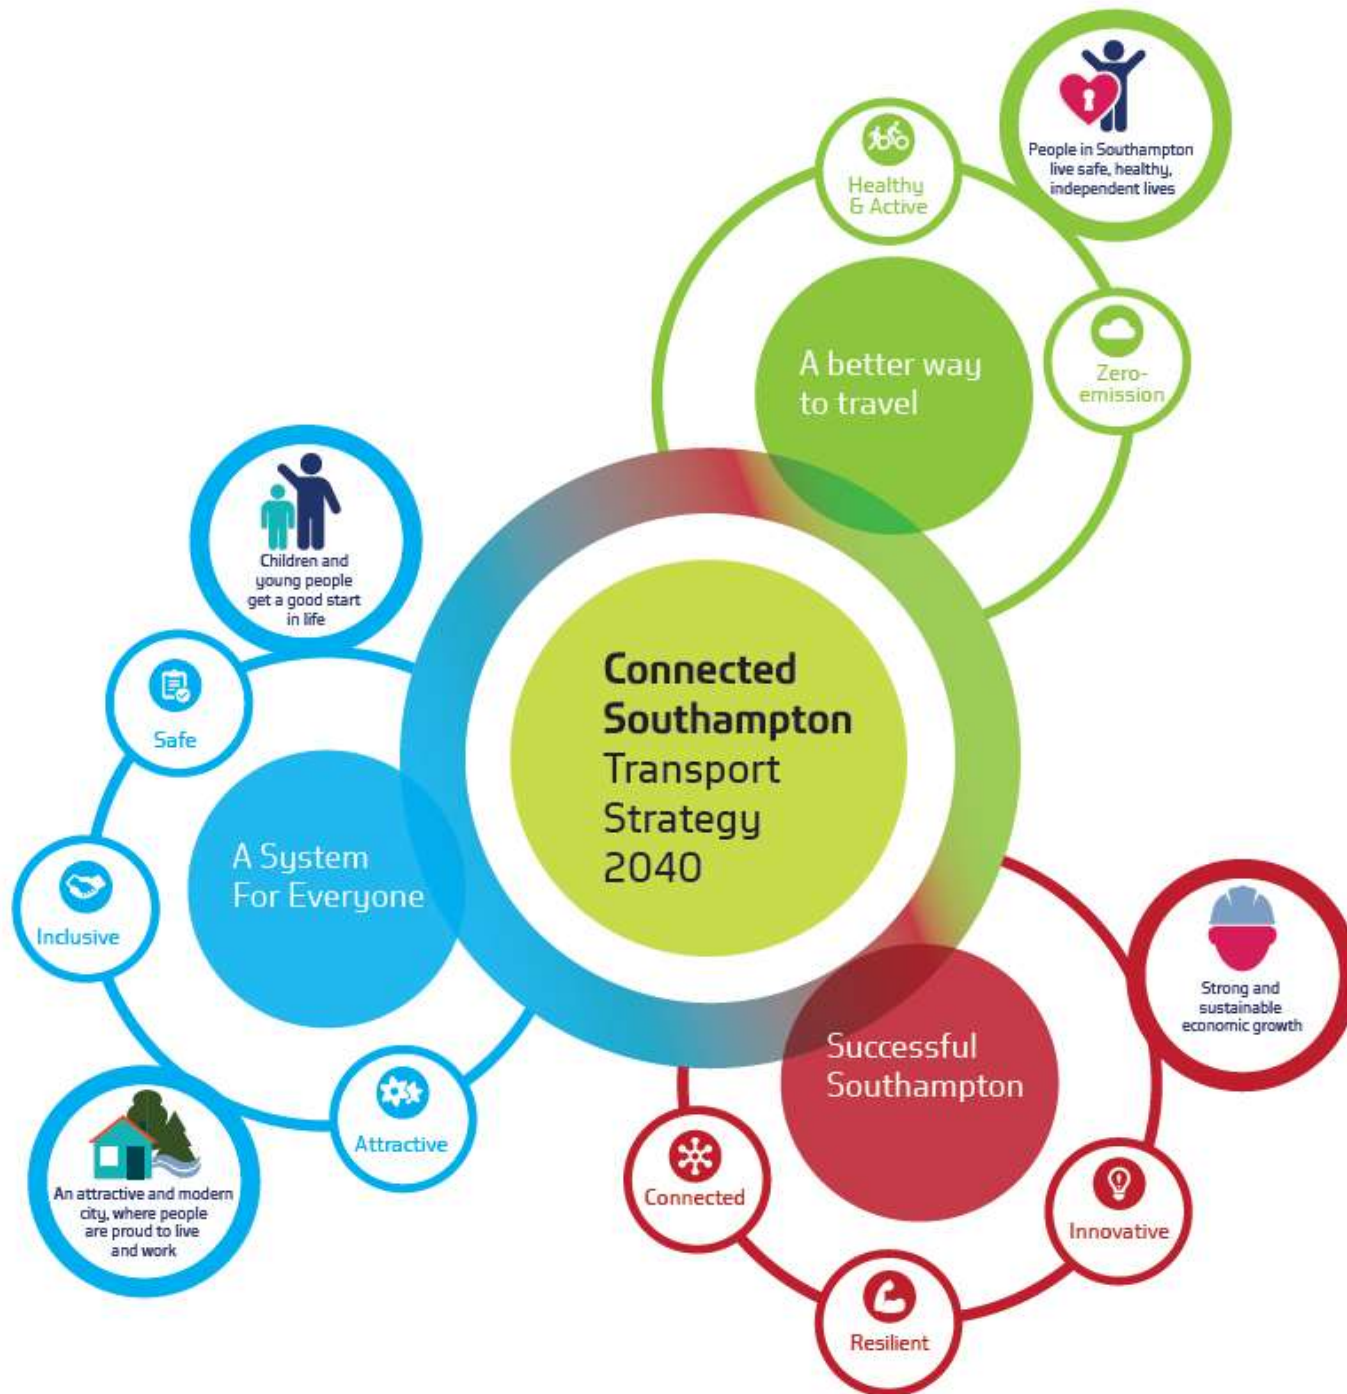 People in Southampton
live safe, healthy,
independent lives
Healthy
& Active
Zero-
emission
A better way
to travel
Children and
young people
get a good start
in life
Safe
Inclusive
A System
For Everyone
Attractive
An attractive and modern
city, where people
are proud to live
and work
Connected
Southampton
Transport
Strategy
2040
Successful
Southampton
Strong and
sustainable
economic growth
Connected
Resilient
Innovative